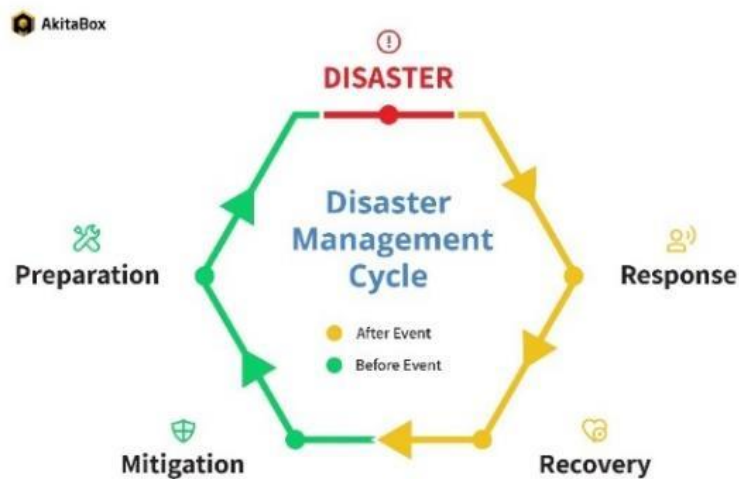 AkitaBox
DISASTER
Disaster
Management
Cycle
After Event
Before Event
Preparation
Response
Mitigation
Recovery